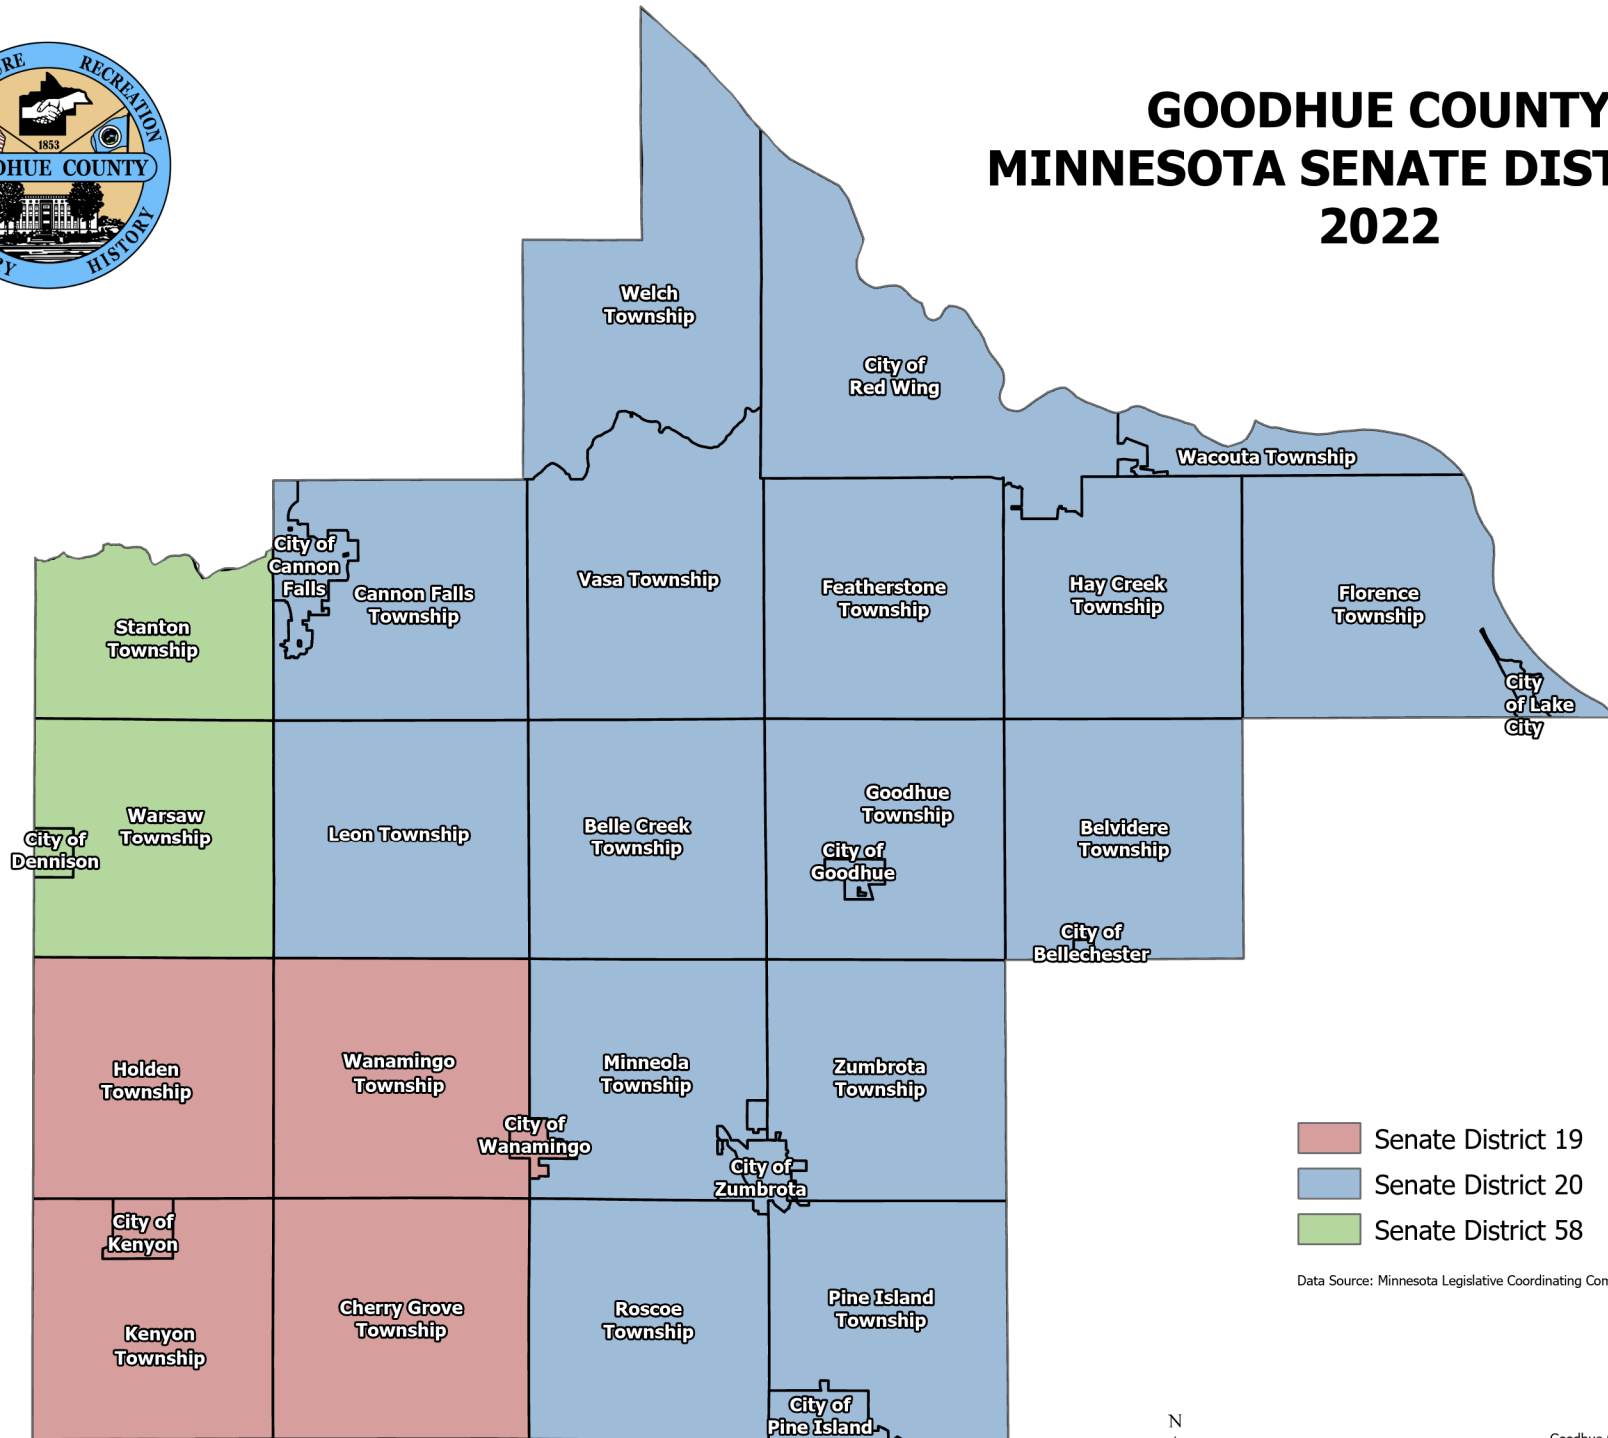 RECREATION
1853
DHUE COUNTY
HISTORY
GOODHUE COUNTY
MINNESOTA SENATE DIST
2022
Welch
Township
City of
Red Wing
Wacouta Township
City of
Cannon
Falls
Cannon Falls
Township
Vasa Township
Featherstone
Township
Hay Creek
Township
Florence
Township
Stanton
Township
City
of Lake
City
Warsaw
Township
City of
Dennison
Leon Township
Belle Creek
Township
Goodhue
Township
City of
Goodhue
Belvidere
Township
City of
Bellechester
Holden
Township
Wanamingo
Township
Minneola
Township
Zumbrota
Township
City of
Wanamingo
City of
Zumbrota
Senate District 19
Senate District 20
Senate District 58
Data Source: Minnesota Legislative Coordinating Com
City of
Kenyon
Kenyon
Township
Cherry Grove
Township
Roscoe
Township
Pine Island
Township
City of
Pine Island
N